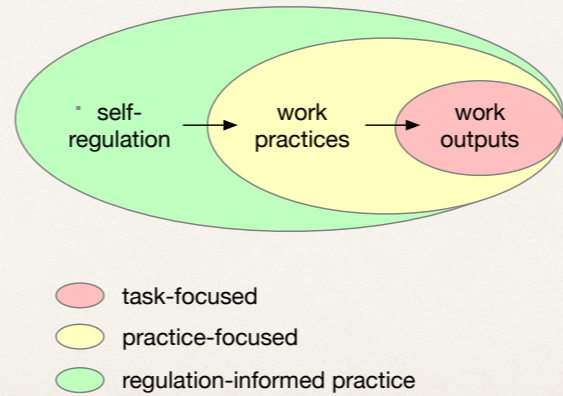 self-
regulation
work
practices
work
outputs
task-focused
practice-focused
regulation-informed practice